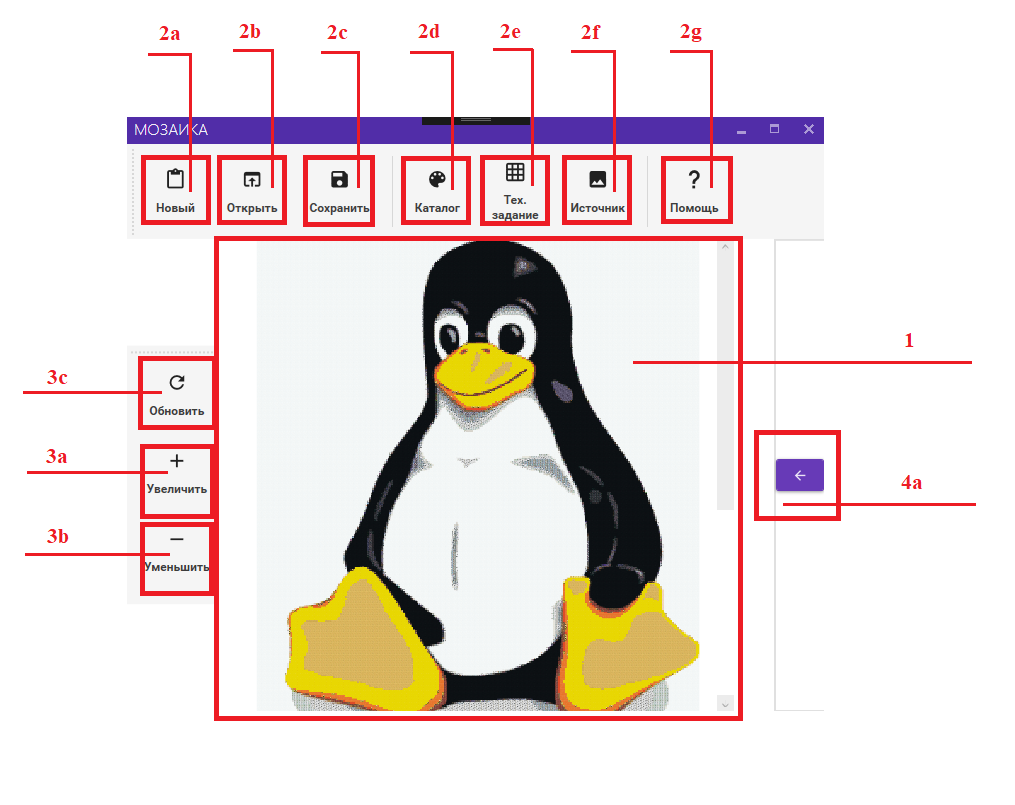 2a
2b
2c
2d
2e
2f
2g
МОЗАИКА
Новый
Открыть
Сохранить
Каталог
Тех.
задание
Источник
Помощь
1
3c
Обновить
3a
Увеличить
4a
3b
Уменьшить